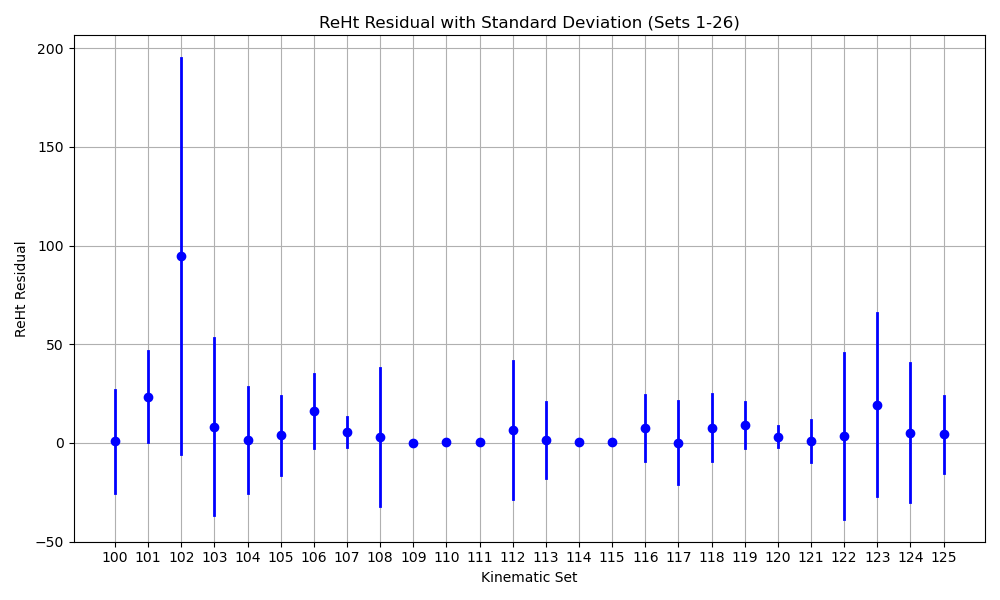 ReHt Residual with Standard Deviation (Sets 1-26)
200
150
100
50
0
−50
ReHt Residual
100 101 102 103 104 105 106 107 108 109 110 111 112 113 114 115 116 117 118 119 120 121 122 123 124 125
Kinematic Set